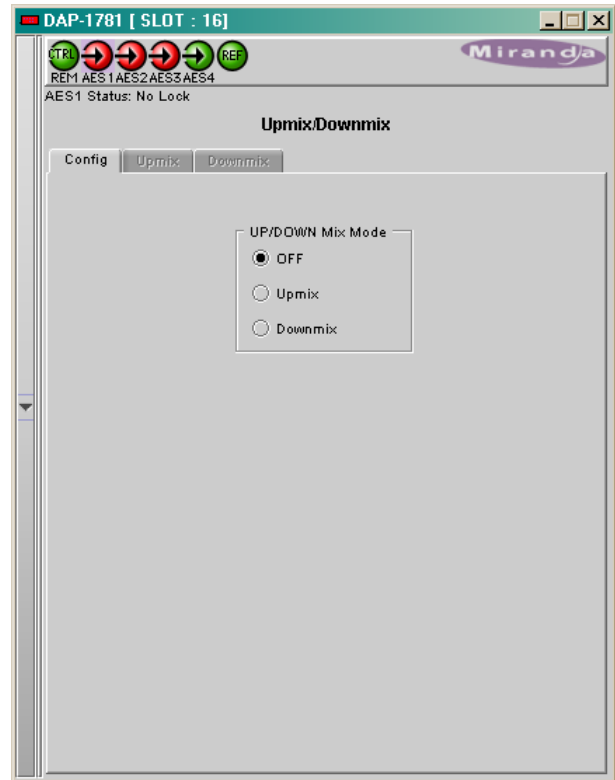 DAP-1781 [ SLOT : 16]
CTRL REF
REM AES1 AES2 AES3 AES4
Miranda
AES1 Status: No Lock
Upmix/Downmix
Config Upmix Downmix
UP/DOWN Mix Mode
OFF
Upmix
Downmix